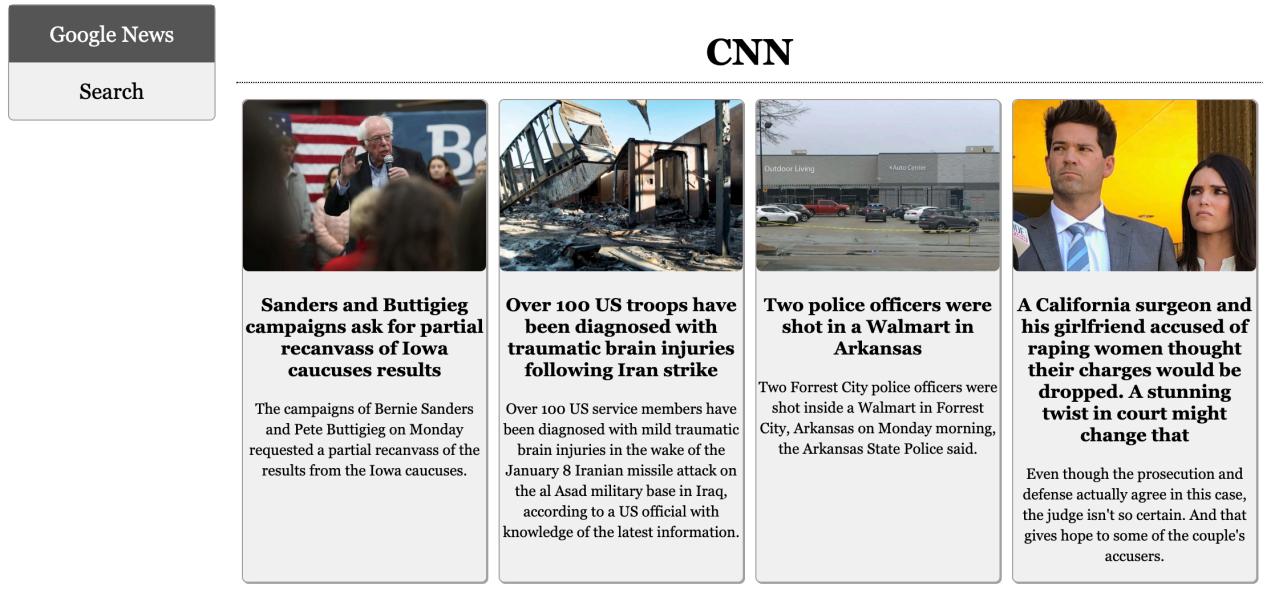 Google News
Search
CNN
Be
Outdoor Living
Auto Center
Sanders and Buttigieg
campaigns ask for partial
recanvass of Iowa
caucuses results
The campaigns of Bernie Sanders
and Pete Buttigieg on Monday
requested a partial recanvass of the
results from the Iowa caucuses.
Over 100 US troops have
been diagnosed with
traumatic brain injuries
following Iran strike
Over 100 US service members have
been diagnosed with mild traumatic
brain injuries in the wake of the
January 8 Iranian missile attack on
the al Asad military base in Iraq,
according to a US official with
knowledge of the latest information.
Two police officers were
shot in a Walmart in
Arkansas
Two Forrest City police officers were
shot inside a Walmart in Forrest
City, Arkansas on Monday morning,
the Arkansas State Police said.
A California surgeon and
his girlfriend accused of
raping women thought
their charges would be
dropped. A stunning
twist in court might
change that
Even though the prosecution and
defense actually agree in this case,
the judge isn't so certain. And that
gives hope to some of the couple's
accusers.